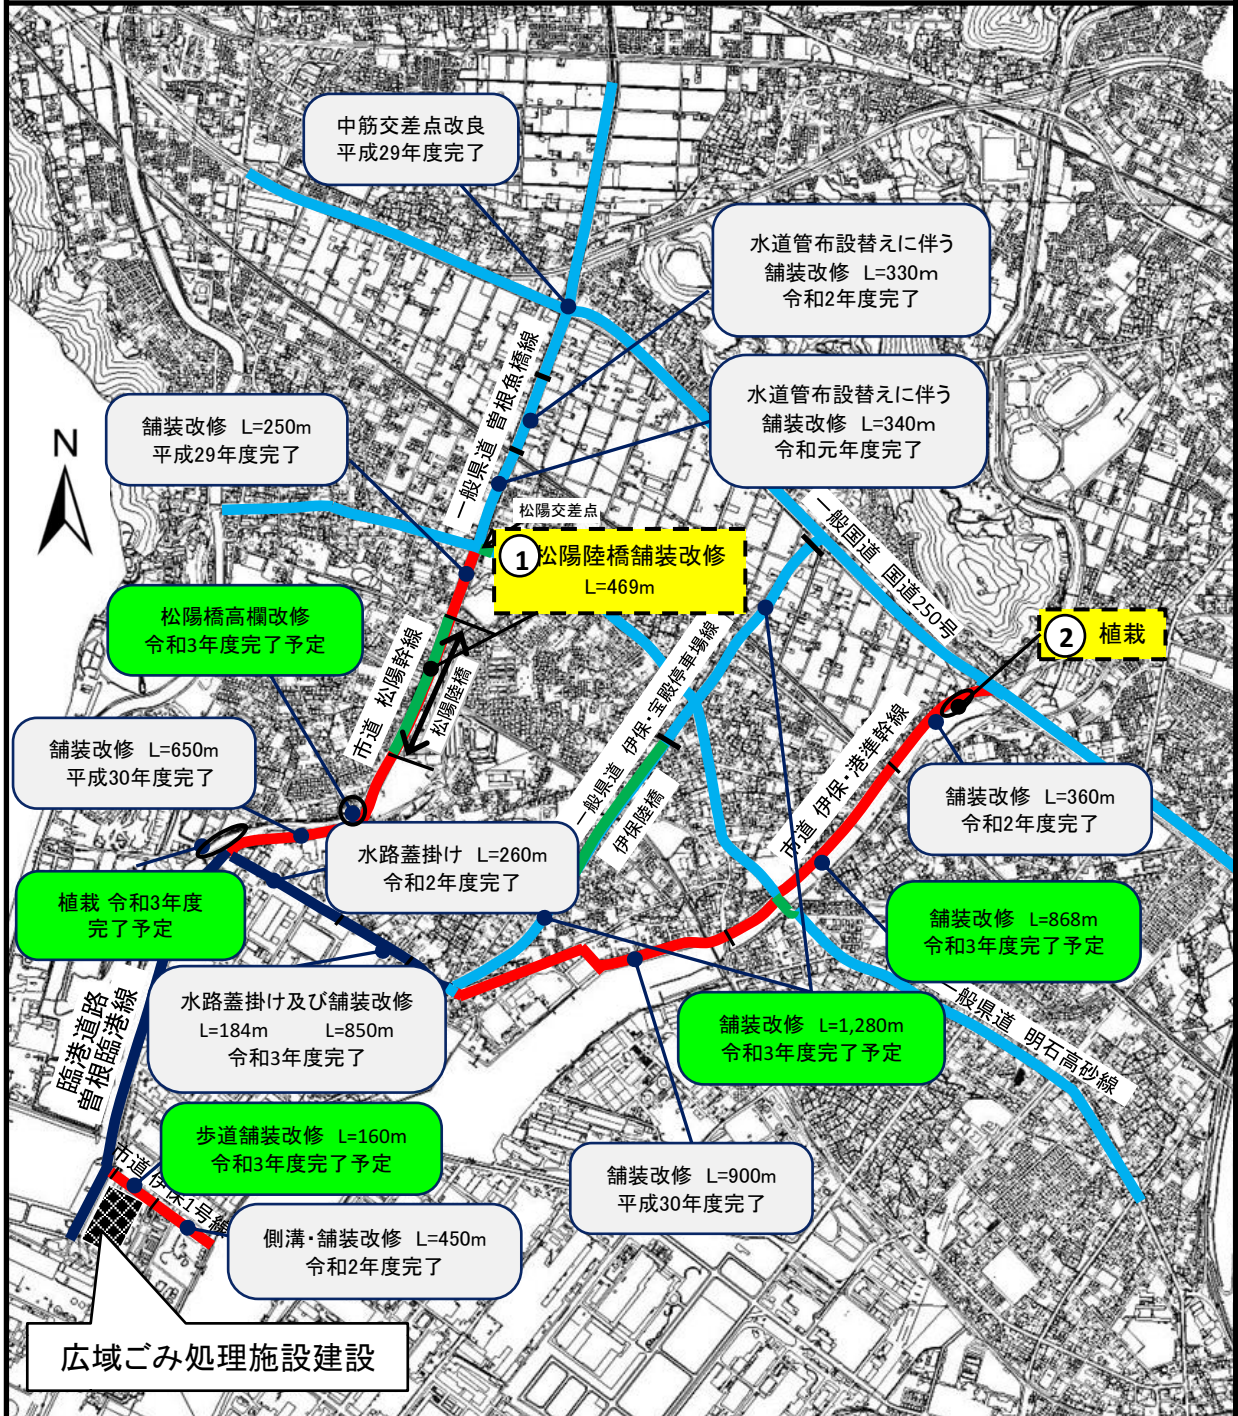 中筋交差点改良
平成29年度完了
水道管布設替えに伴う
舗装改修 L=330m
令和2年度完了
水道管布設替えに伴う
舗装改修 L=340m
令和元年度完了
舗装改修 L=250m
平成29年度完了
N
一般県道 曽根魚橋線
松陽交差点
1
松陽陸橋舗装改修
L=469m
一般国道 国道250号
松陽橋高欄改修
令和3年度完了予定
2 植栽
市道 松陽幹線
松陽陸橋
一般県道 伊保・宝殿停車場線
伊保陸橋
市道 伊保・港準幹線
舗装改修 L=650m
平成30年度完了
舗装改修 L=360m
令和2年度完了
水路蓋掛け L=260m
令和2年度完了
植栽 令和3年度
完了予定
舗装改修 L=868m
令和3年度完了予定
水路蓋掛け及び舗装改修
L=184m L=850m
令和3年度完了
臨港道路
曽根臨港線
舗装改修 L=1,280m
令和3年度完了予定
一般県道 明石高砂線
歩道舗装改修 L=160m
令和3年度完了予定
市道伊保1号線
舗装改修 L=900m
平成30年度完了
側溝・舗装改修 L=450m
令和2年度完了
広域ごみ処理施設建設